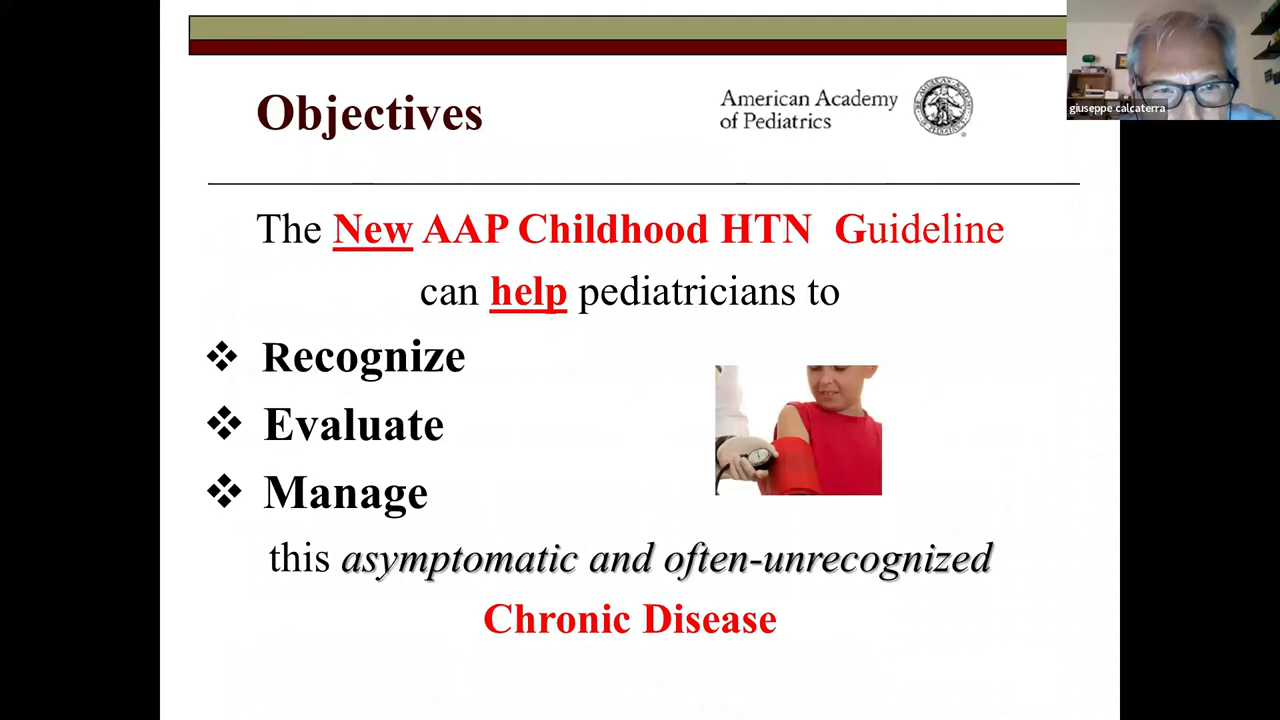 Objectives
American Academy
of Pediatrics
giuseppe calcaterra
The New AAP Childhood HTN Guideline
can help pediatricians to
❖ Recognize
❖ Evaluate
❖ Manage
this asymptomatic and often-unrecognized
Chronic Disease